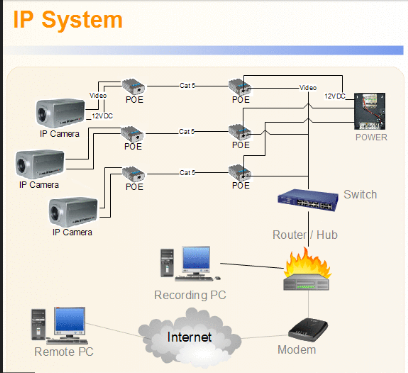 IP System
Video
12VDC
IP Camera
POE
Cat 5
POE
Video
12VDC
POWER
IP Camera
POE
Cat 5
POE
IP Camera
POE
Cat 5
POE
Switch
Router / Hub
Recording PC
Remote PC
Internet
Modem